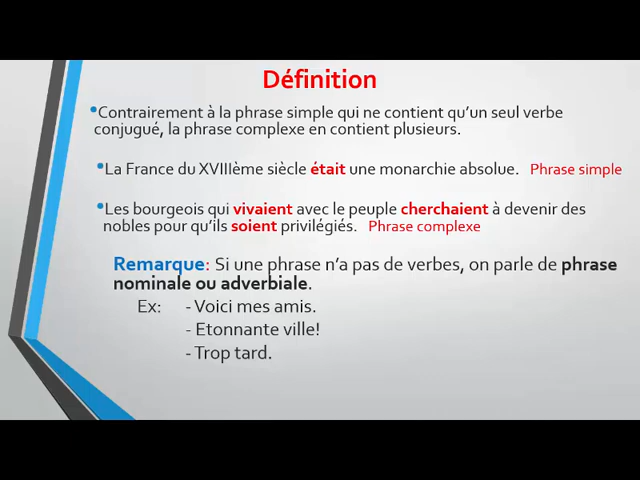 Définition
•Contrairement à la phrase simple qui ne contient qu'un seul verbe
conjugué, la phrase complexe en contient plusieurs.
•La France du XVIIIème siècle était une monarchie absolue. Phrase simple
•Les bourgeois qui vivaient avec le peuple cherchaient à devenir des
nobles pour qu'ils soient privilégiés. Phrase complexe
Remarque: Si une phrase n'a pas de verbes, on parle de phrase
nominale ou adverbiale.
Ex: - Voici mes amis.
- Etonnante ville!
- Trop tard.